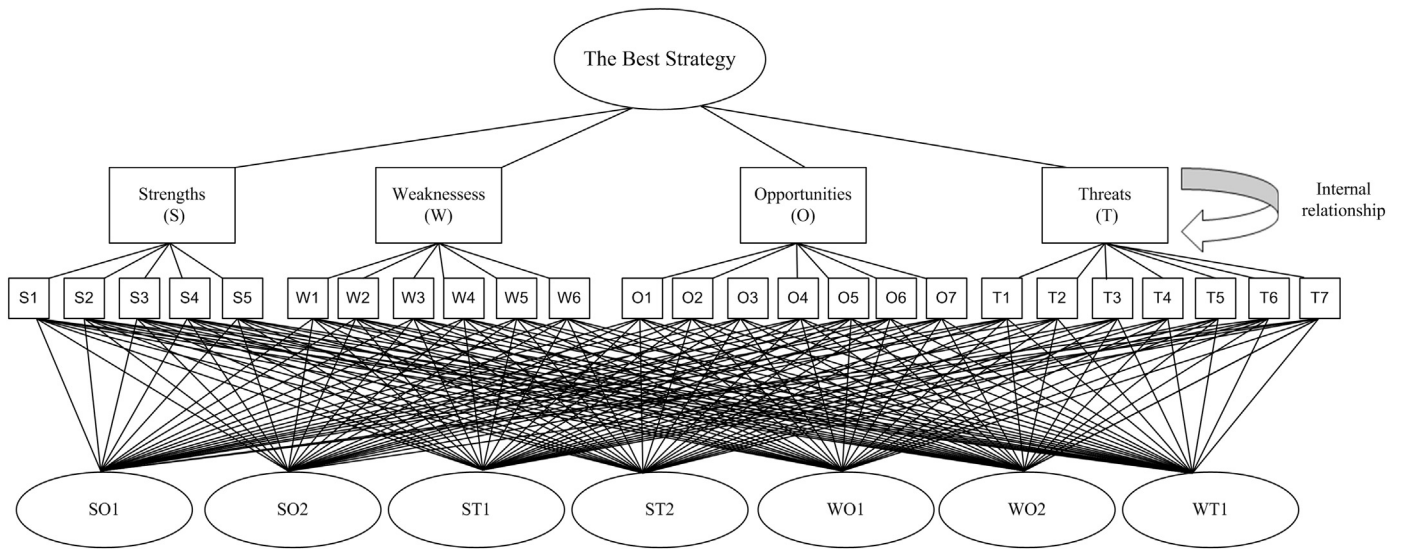 The Best Strategy
Strengths
(S)
Weaknessess
(W)
Opportunities
(O)
Threats
(T)
Internal
relationship
S1
S2
S3
S4
S5
W1
W2
W3
W4
W5
W6
O1
O2
O3
O4
O5
O6
O7
T1
T2
T3
T4
T5
T6
T7
SO1
SO2
ST1
ST2
WO1
WO2
WT1